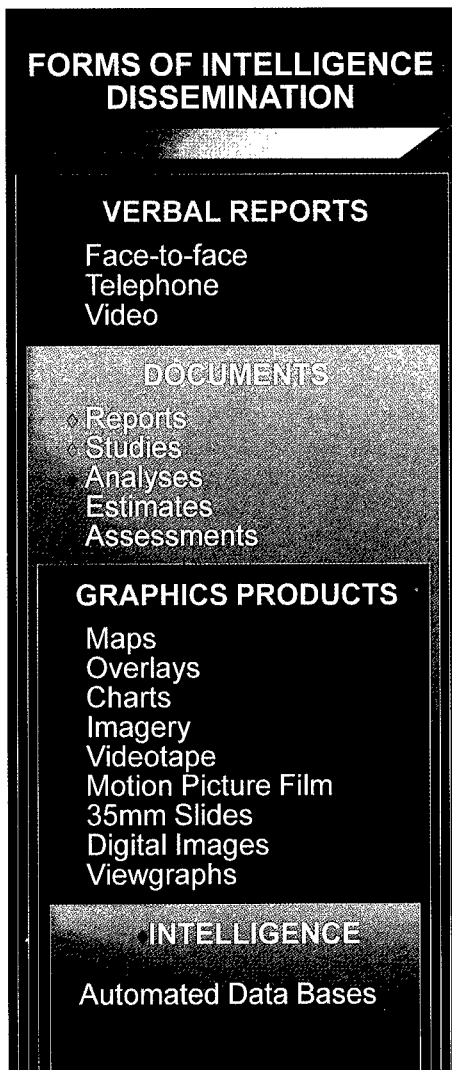 FORMS OF INTELLIGENCE
DISSEMINATION
VERBAL REPORTS
Face-to-face
Telephone
Video
DOCUMENTS
Reports
Studies
Analyses
Estimates
Assessments
GRAPHICS PRODUCTS
Maps
Overlays
Charts
Imagery
Videotape
Motion Picture Film
35mm Slides
Digital Images
Viewgraphs
INTELLIGENCE
Automated Data Bases